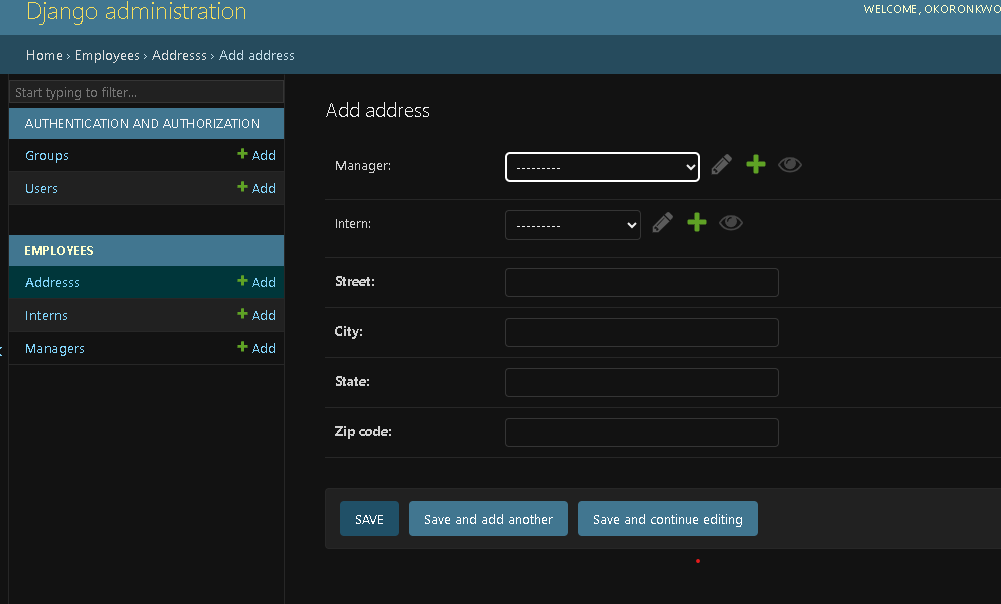 Django administration
WELCOME, OKORONKWO
Home › Employees › Addresss › Add address
Start typing to filter...
AUTHENTICATION AND AUTHORIZATION
Groups + Add
Users + Add
EMPLOYEES
Addresss + Add
Interns + Add
Managers + Add
Add address
Manager: ---------
Intern: ---------
Street:
City:
State:
Zip code:
SAVE Save and add another Save and continue editing